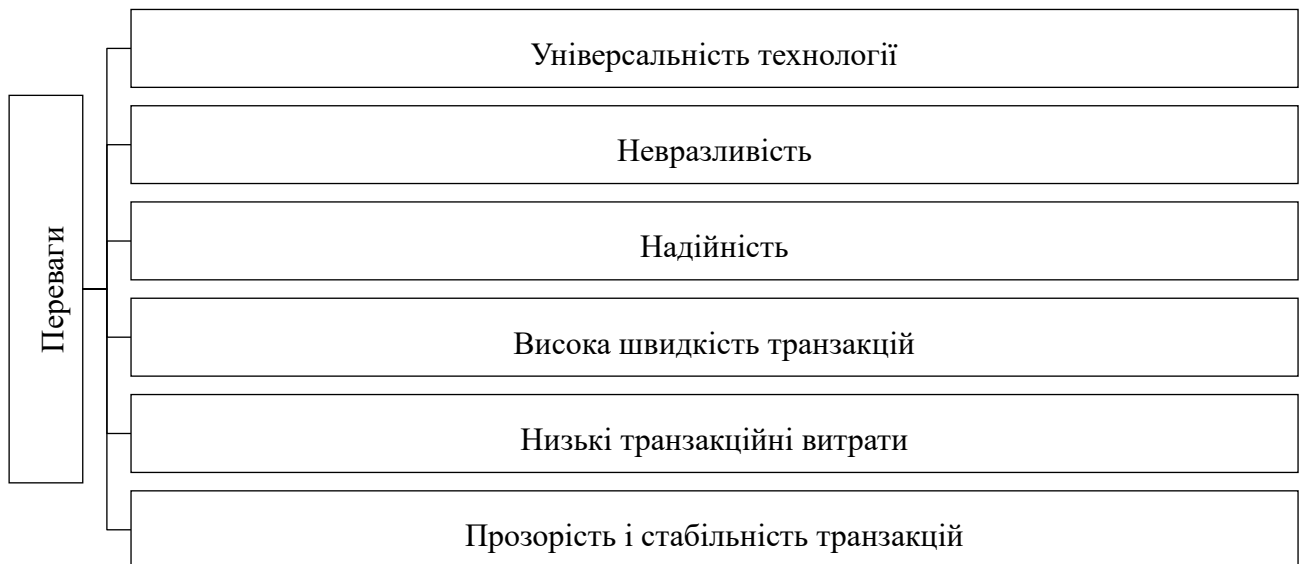 Переваги
Універсальність технології
Невразливість
Надійність
Висока швидкість транзакцій
Низькі транзакційні витрати
Прозорість і стабільність транзакцій